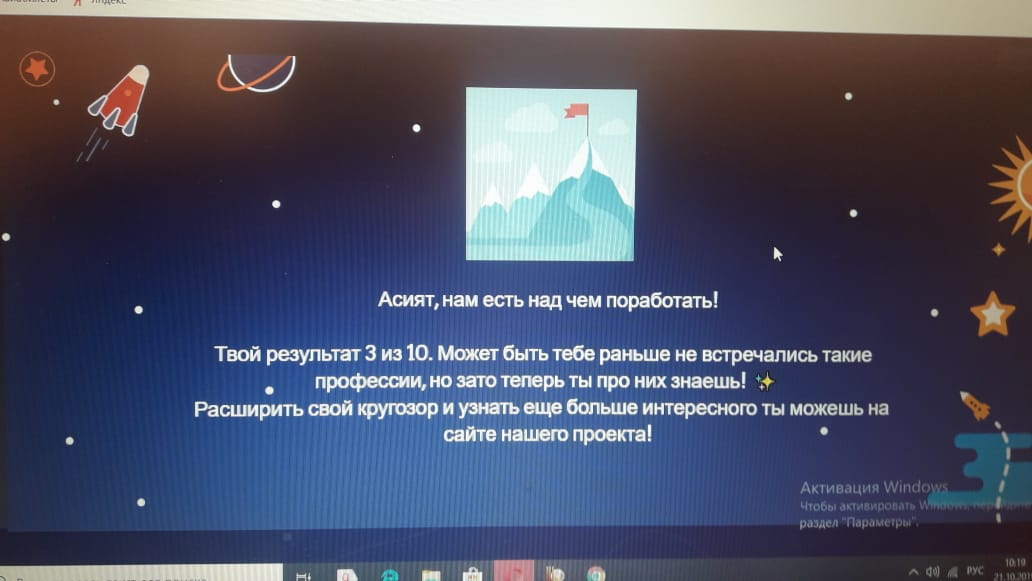 Яндекс
Асият, нам есть над чем поработать!
Твой результат 3 из 10. Может быть тебе раньше не встречались такие
профессии, но зато теперь ты про них знаешь! ✨
Расширить свой кругозор и узнать еще больше интересного ты можешь на
сайте нашего проекта!
Активация Windows
Чтобы активировать Windows,
раздел "Параметры".
РУС
10:19